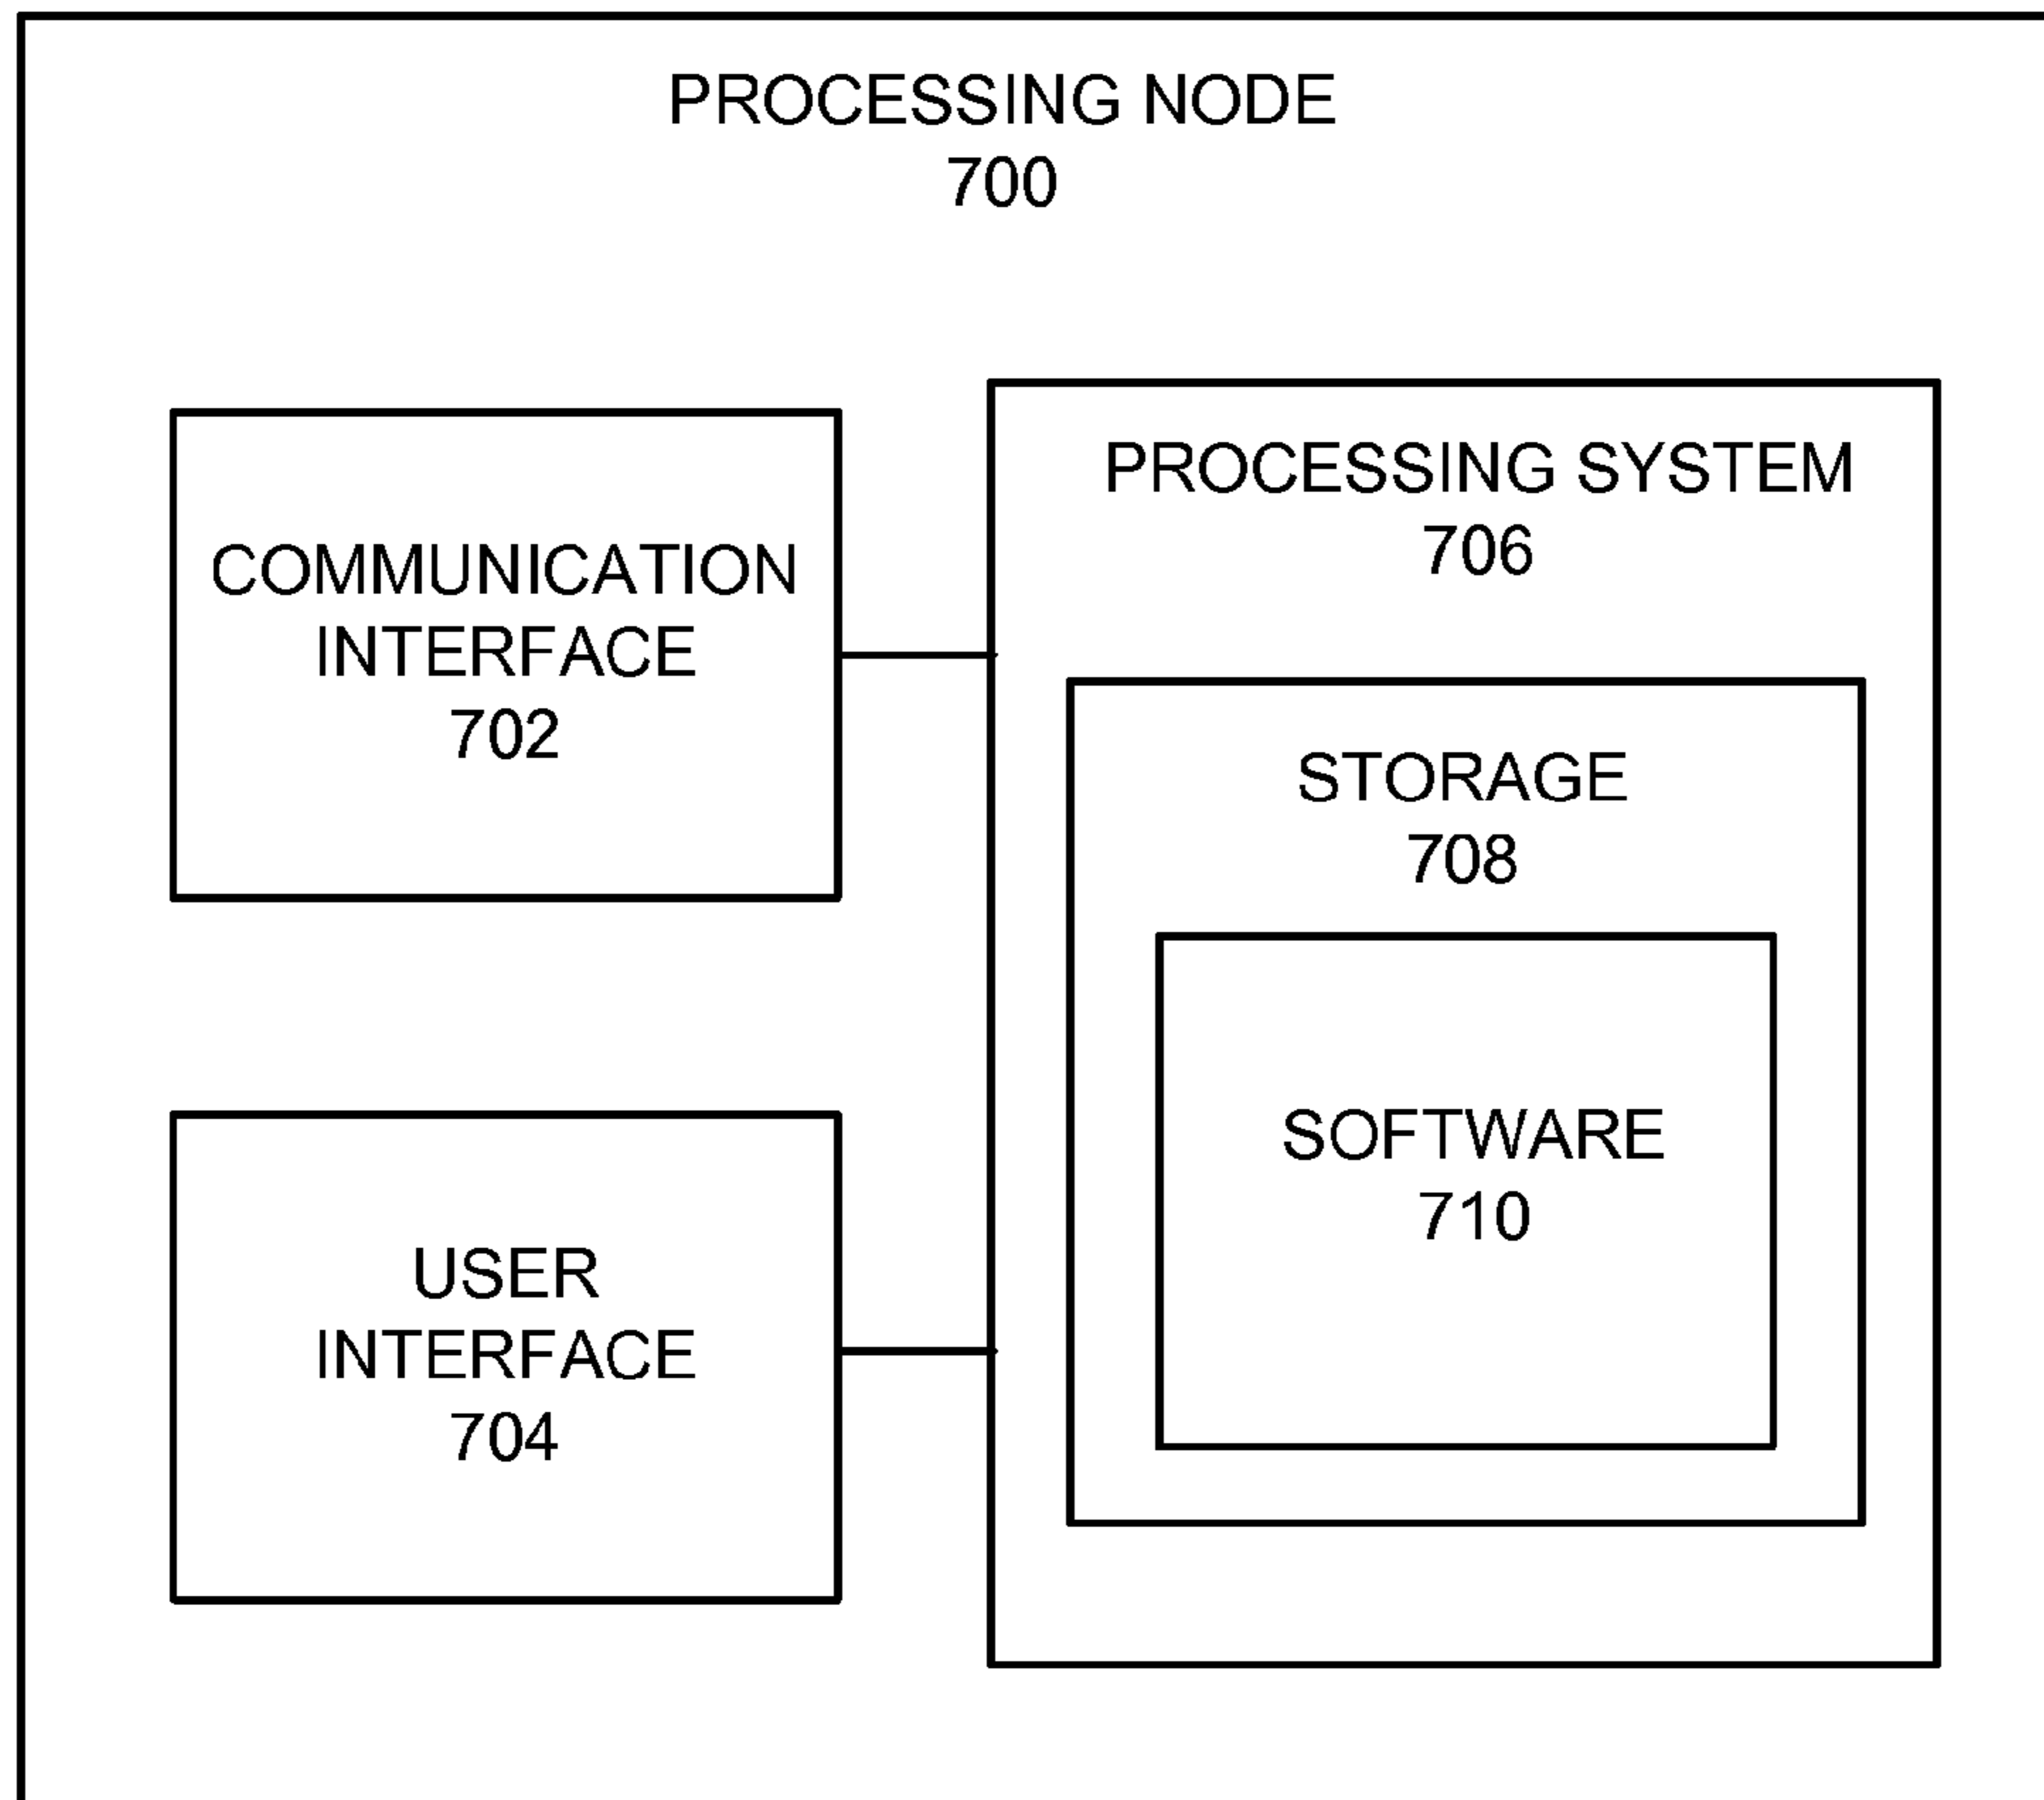 PROCESSING NODE
700
COMMUNICATION
INTERFACE
702
USER
INTERFACE
704
PROCESSING SYSTEM
706
STORAGE
708
SOFTWARE
710